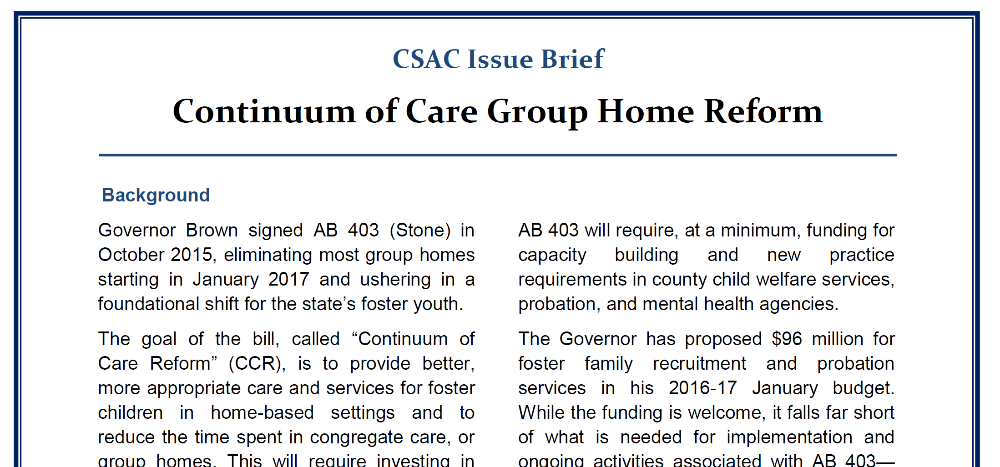 CSAC Issue Brief
Continuum of Care Group Home Reform
Background
Governor Brown signed AB 403 (Stone) in
October 2015, eliminating most group homes
starting in January 2017 and ushering in a
foundational shift for the state’s foster youth.
The goal of the bill, called “Continuum of
Care Reform” (CCR), is to provide better,
more appropriate care and services for foster
children in home-based settings and to
reduce the time spent in congregate care, or
group homes. This will require investing in
AB 403 will require, at a minimum, funding for
capacity building and new practice
requirements in county child welfare services,
probation, and mental health agencies.
The Governor has proposed $96 million for
foster family recruitment and probation
services in his 2016-17 January budget.
While the funding is welcome, it falls far short
of what is needed for implementation and
ongoing activities associated with AB 403—